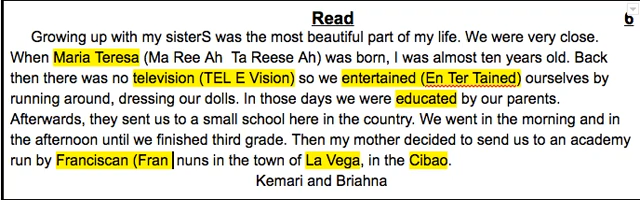 Read
6
Growing up with my sisterS was the most beautiful part of my life. We were very close.
When Maria Teresa (Ma Ree Ah  Ta Reese Ah) was born, I was almost ten years old. Back
then there was no television (TEL E Vision) so we entertained (En Ter Tained) ourselves by
running around, dressing our dolls. In those days we were educated by our parents.
Afterwards, they sent us to a small school here in the country. We went in the morning and in
the afternoon until we finished third grade. Then my mother decided to send us to an academy
run by Franciscan (Fran nuns in the town of La Vega, in the Cibao.
Kemari and Briahna